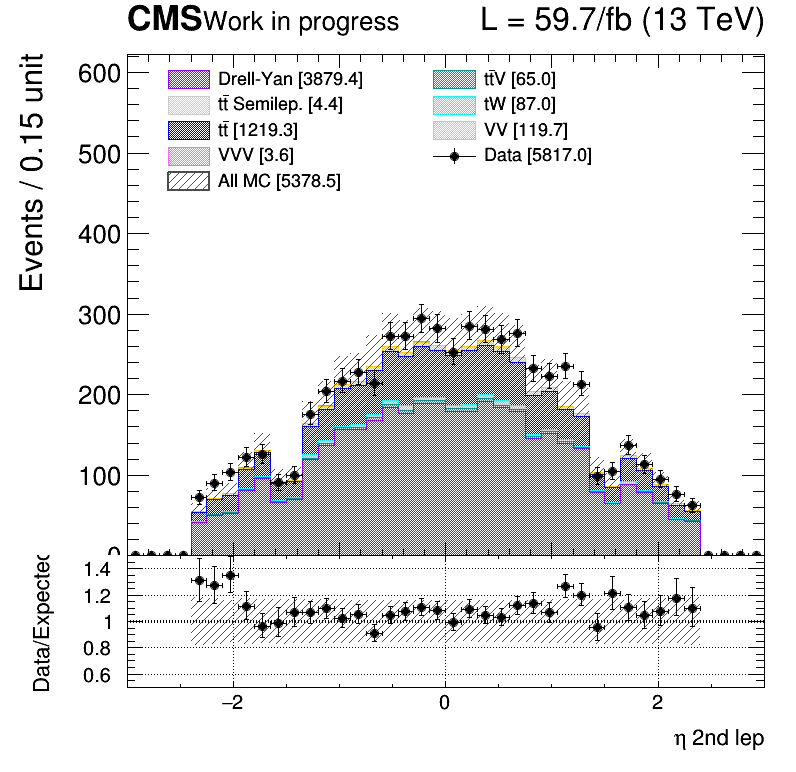 CMS Work in progress L = 59.7/fb (13 TeV)
Events / 0.15 unit
600
500
400
300
200
100
0
Drell-Yan [3879.4]
tt̄ Semilep. [4.4]
tt̄ [1219.3]
VVV [3.6]
All MC [5378.5]
tt̄V [65.0]
tW [87.0]
VV [119.7]
Data [5817.0]
Data/Expected
1.4
1.2
1
0.8
0.6
−2 0 2
η 2nd lep